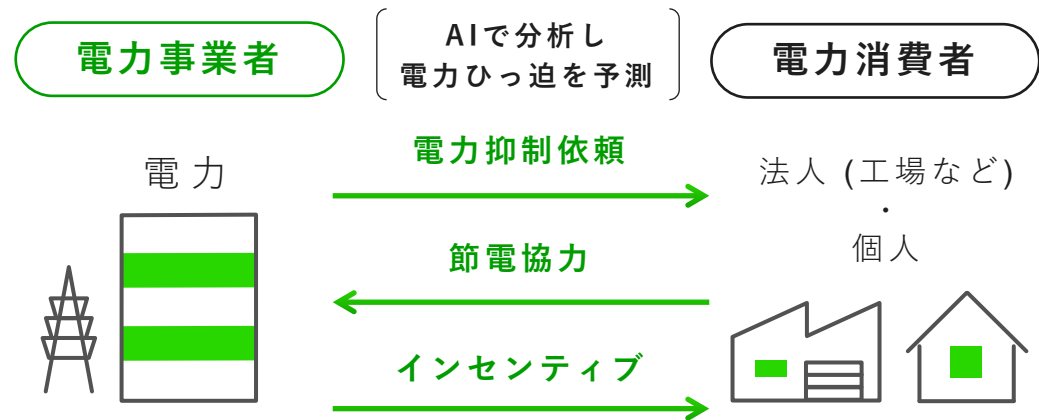 電力事業者
AIで分析し
電力ひっ迫を予測
電力消費者
電力
電力抑制依頼
法人 (工場など)
・
個人
節電協力
インセンティブ